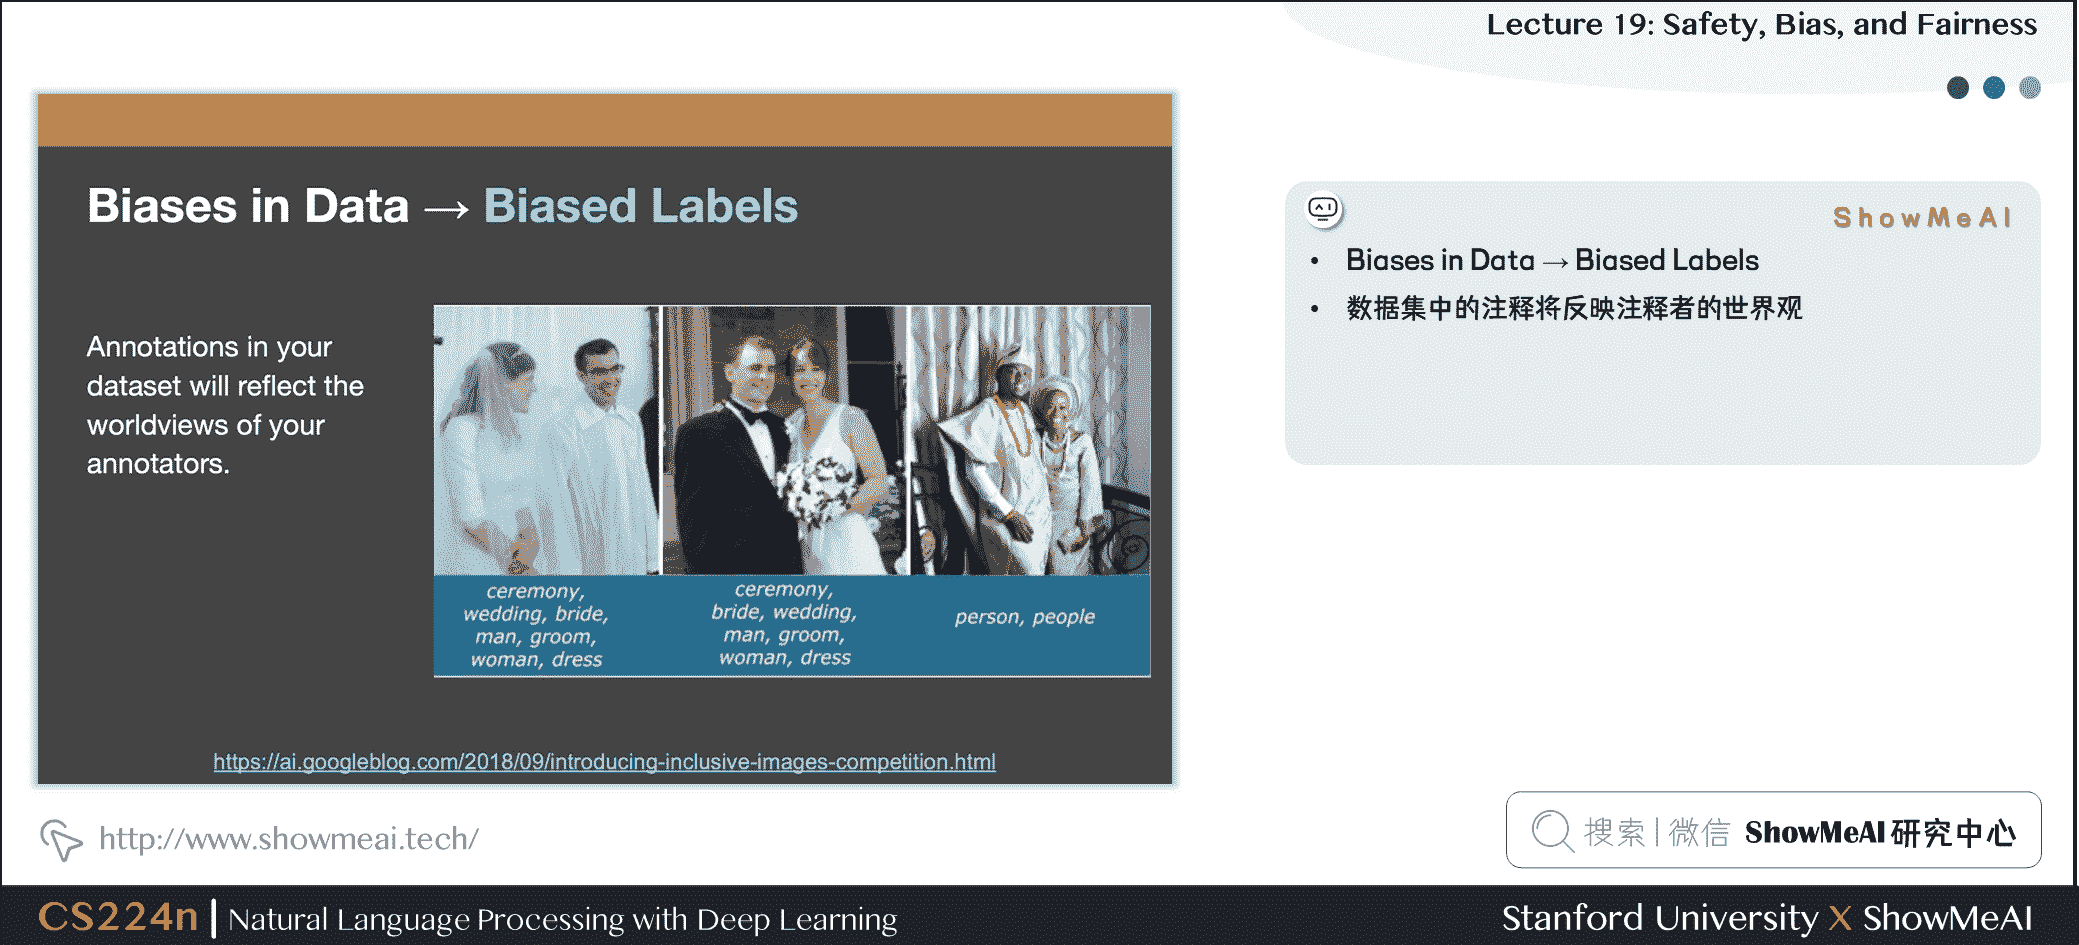 Lecture 19: Safety, Bias, and Fairness
Biases in Data → Biased Labels
Annotations in your
dataset will reflect the
worldviews of your
annotators.
ceremony,
wedding, bride,
man, groom,
woman, dress
ceremony,
bride, wedding,
man, groom,
woman, dress
person, people
https://ai.googleblog.com/2018/09/introducing-inclusive-images-competition.html
ShowMeAI
• Biases in Data → Biased Labels
• 数据集中的注释将反映注释者的世界观
http://www.showmeai.tech/
搜索 | 微信 ShowMeAI 研究中心
CS224n | Natural Language Processing with Deep Learning
Stanford University X ShowMeAI